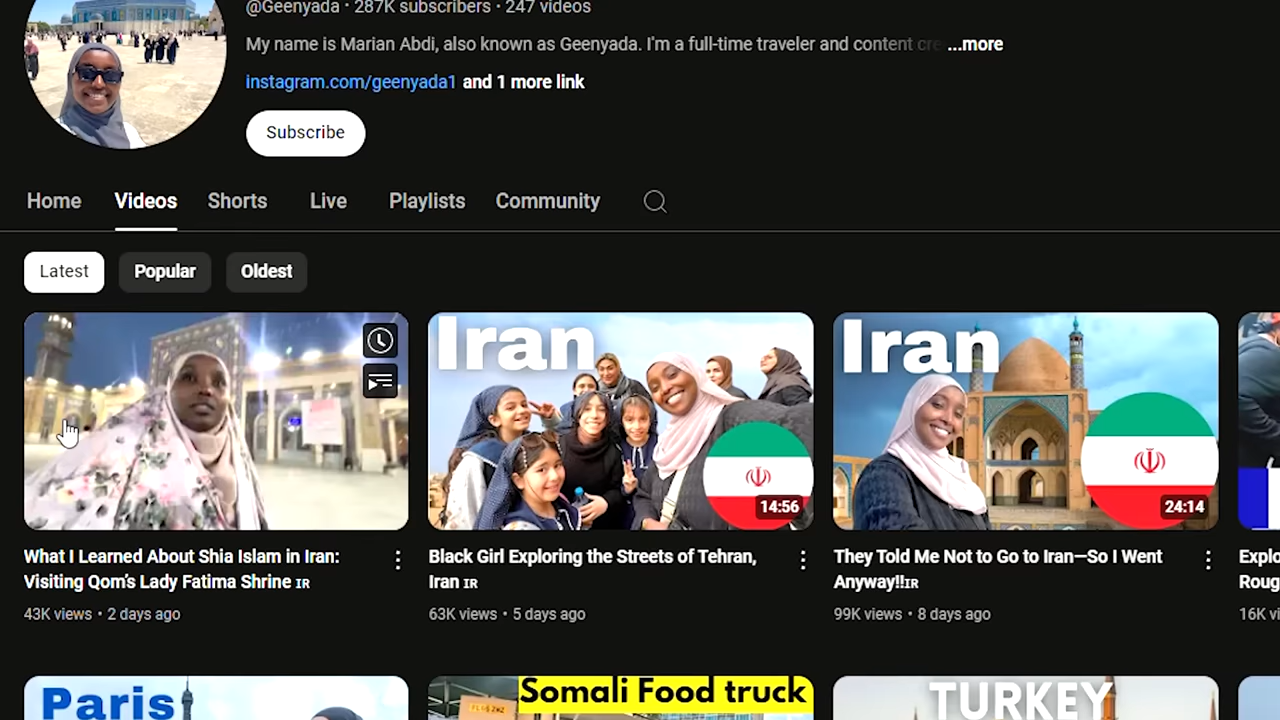 @Geenyada · 287K subscribers · 247 videos
My name is Marian Abdi, also known as Geenyada. I'm a full-time traveler and content cre ...more
instagram.com/geenyada1 and 1 more link
Subscribe
Home Videos Shorts Live Playlists Community
Latest Popular Oldest
Iran
14:56
Iran
24:14
What I Learned About Shia Islam in Iran:
Visiting Qom's Lady Fatima Shrine IR
43K views • 2 days ago
Black Girl Exploring the Streets of Tehran,
Iran IR
63K views • 5 days ago
They Told Me Not to Go to Iran—So I Went
Anyway!!IR
99K views • 8 days ago
Explo
Roug
16K vi
Paris
Somali Food truck
TURKEY